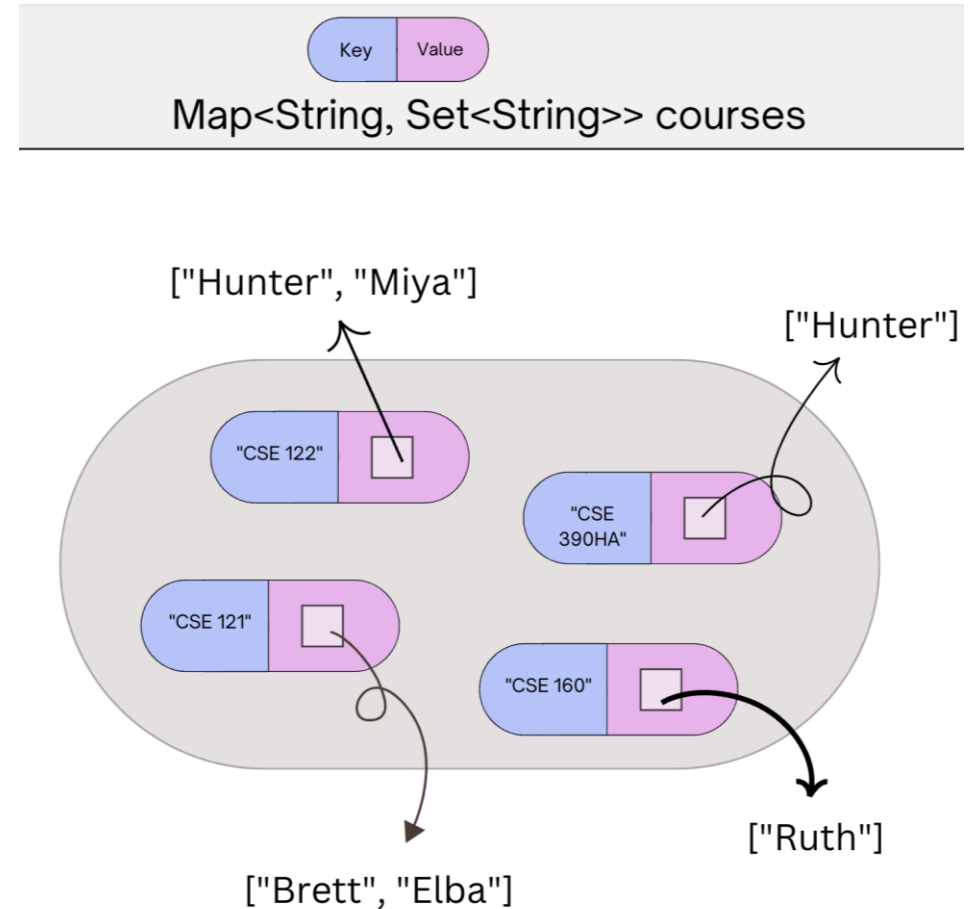 Key
Value
Map<String, Set<String>> courses
["Hunter", "Miya"]
["Hunter"]
"CSE 122"
"CSE
390HA"
"CSE 121"
"CSE 160"
["Ruth"]
["Brett", "Elba"]